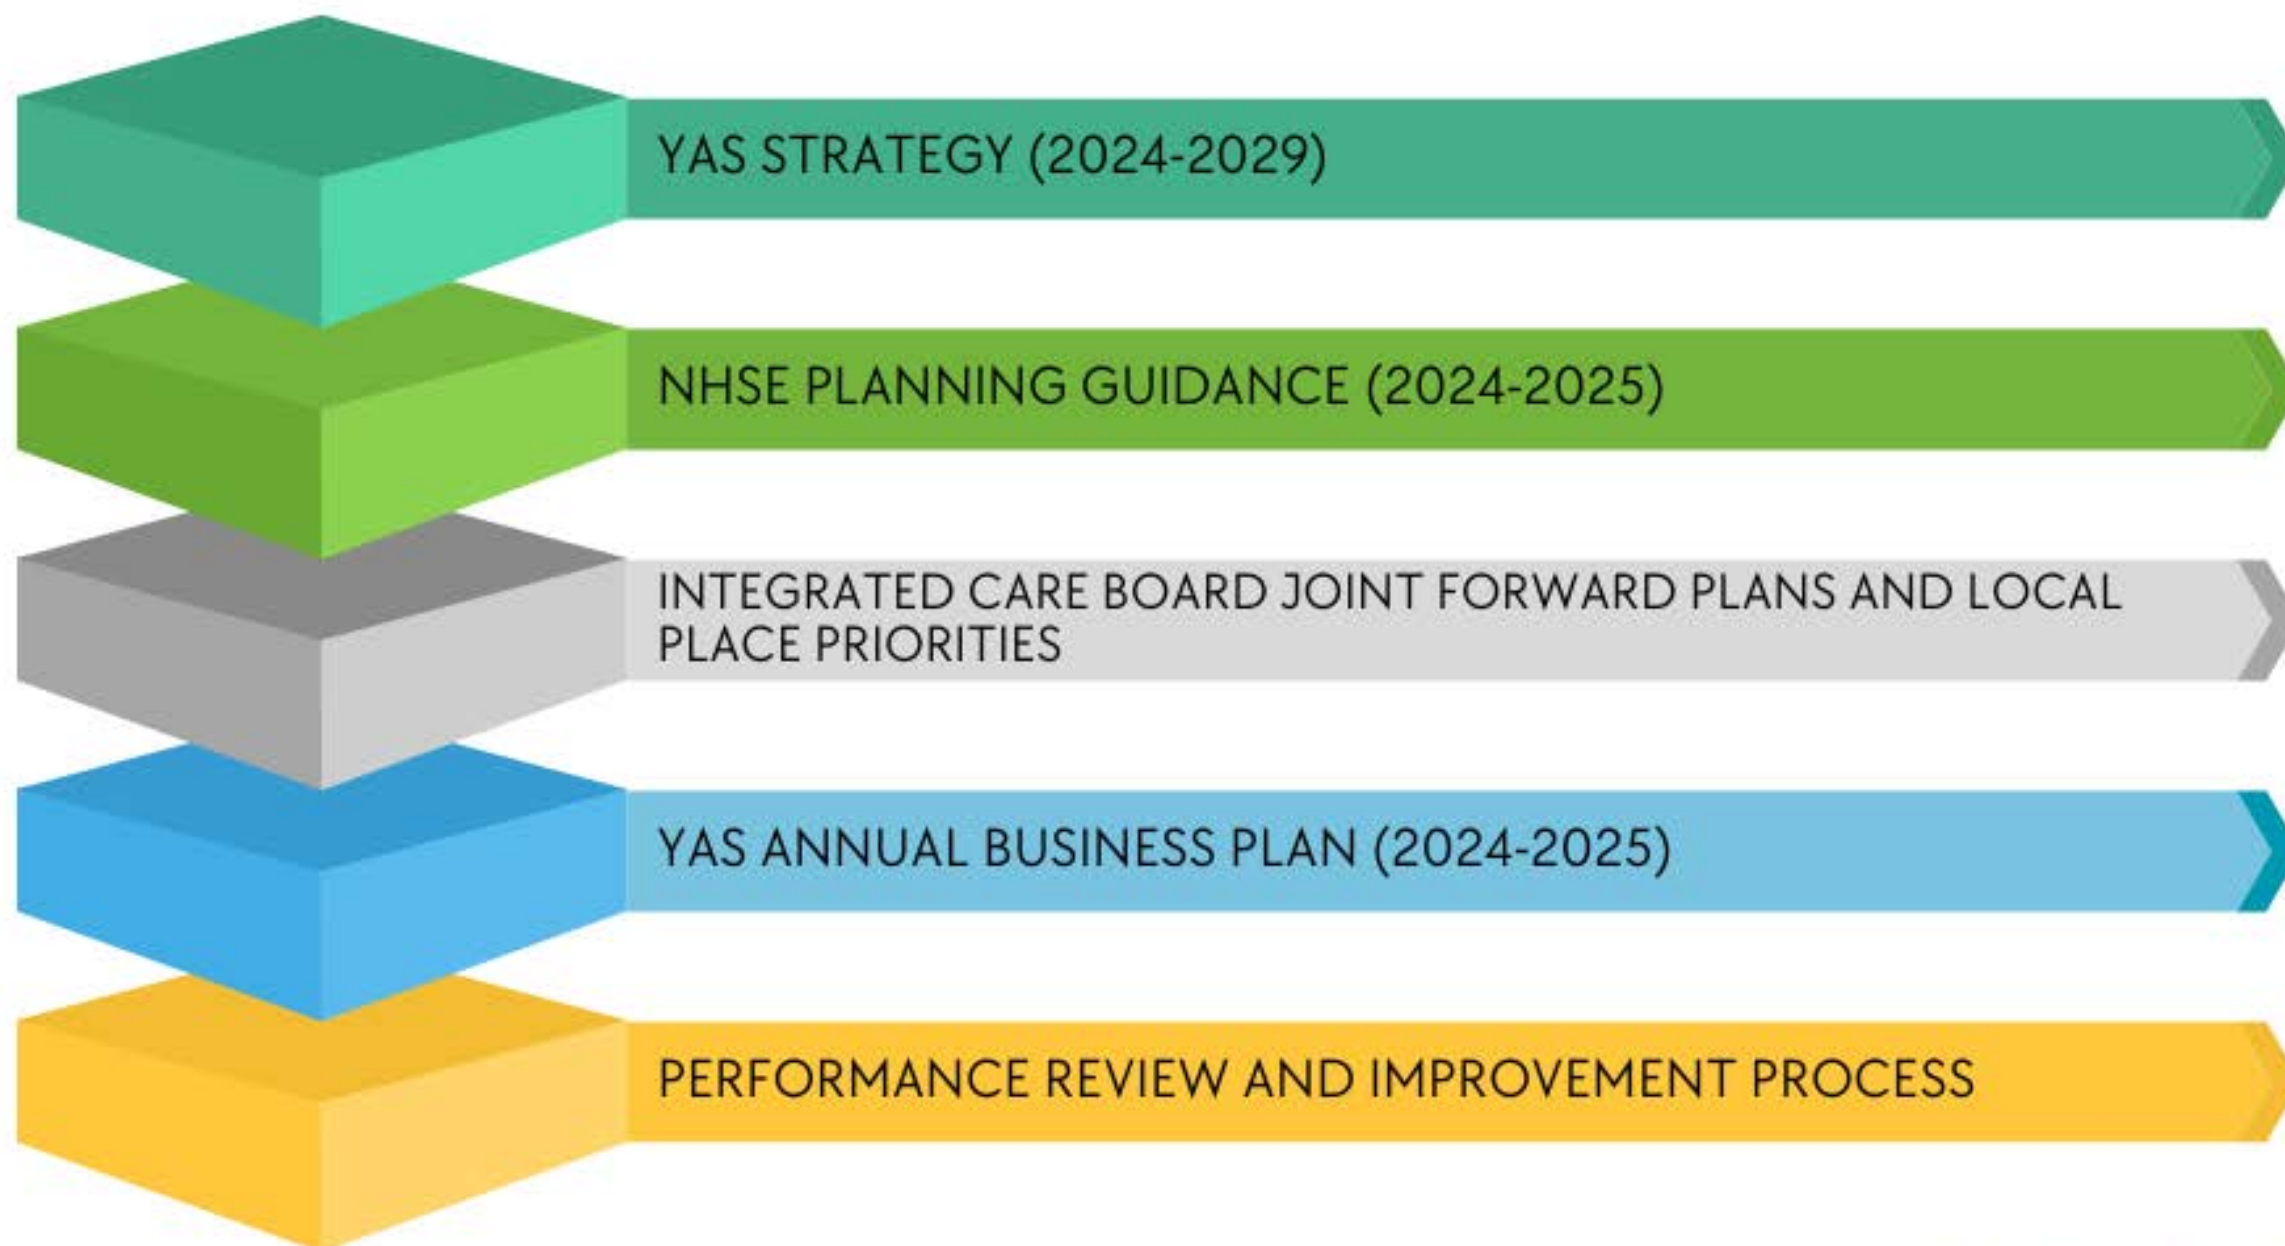 YAS STRATEGY (2024-2029)
NHSE PLANNING GUIDANCE (2024-2025)
INTEGRATED CARE BOARD JOINT FORWARD PLANS AND LOCAL
PLACE PRIORITIES
YAS ANNUAL BUSINESS PLAN (2024-2025)
PERFORMANCE REVIEW AND IMPROVEMENT PROCESS